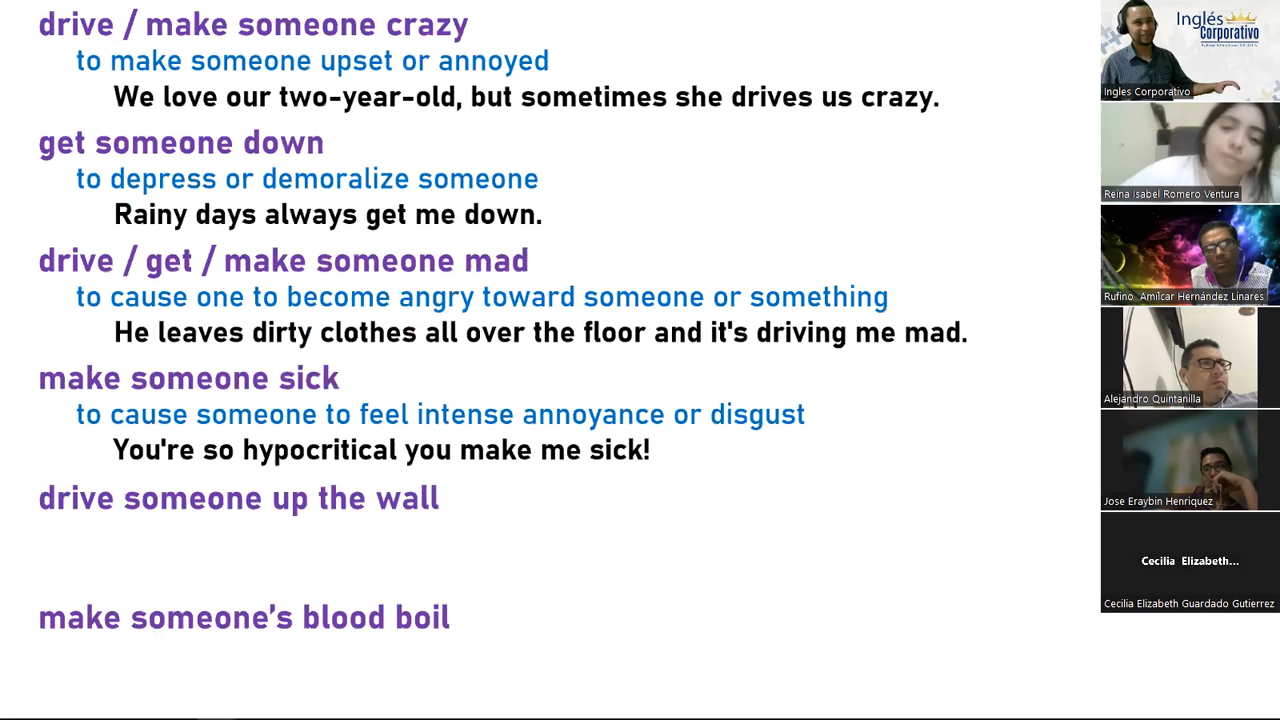 drive / make someone crazy
to make someone upset or annoyed
We love our two-year-old, but sometimes she drives us crazy.
get someone down
to depress or demoralize someone
Rainy days always get me down.
drive / get / make someone mad
to cause one to become angry toward someone or something
He leaves dirty clothes all over the floor and it's driving me mad.
make someone sick
to cause someone to feel intense annoyance or disgust
You're so hypocritical you make me sick!
drive someone up the wall
make someone’s blood boil
Inglés
Corporativo
Ingles Corporativo
Reina Isabel Romero Ventura
Rufino Amílcar Hernández Linares
Alejandro Quintanilla
Jose Eraybin Henriquez
Cecilia Elizabeth...
Cecilia Elizabeth Guardado Gutierrez